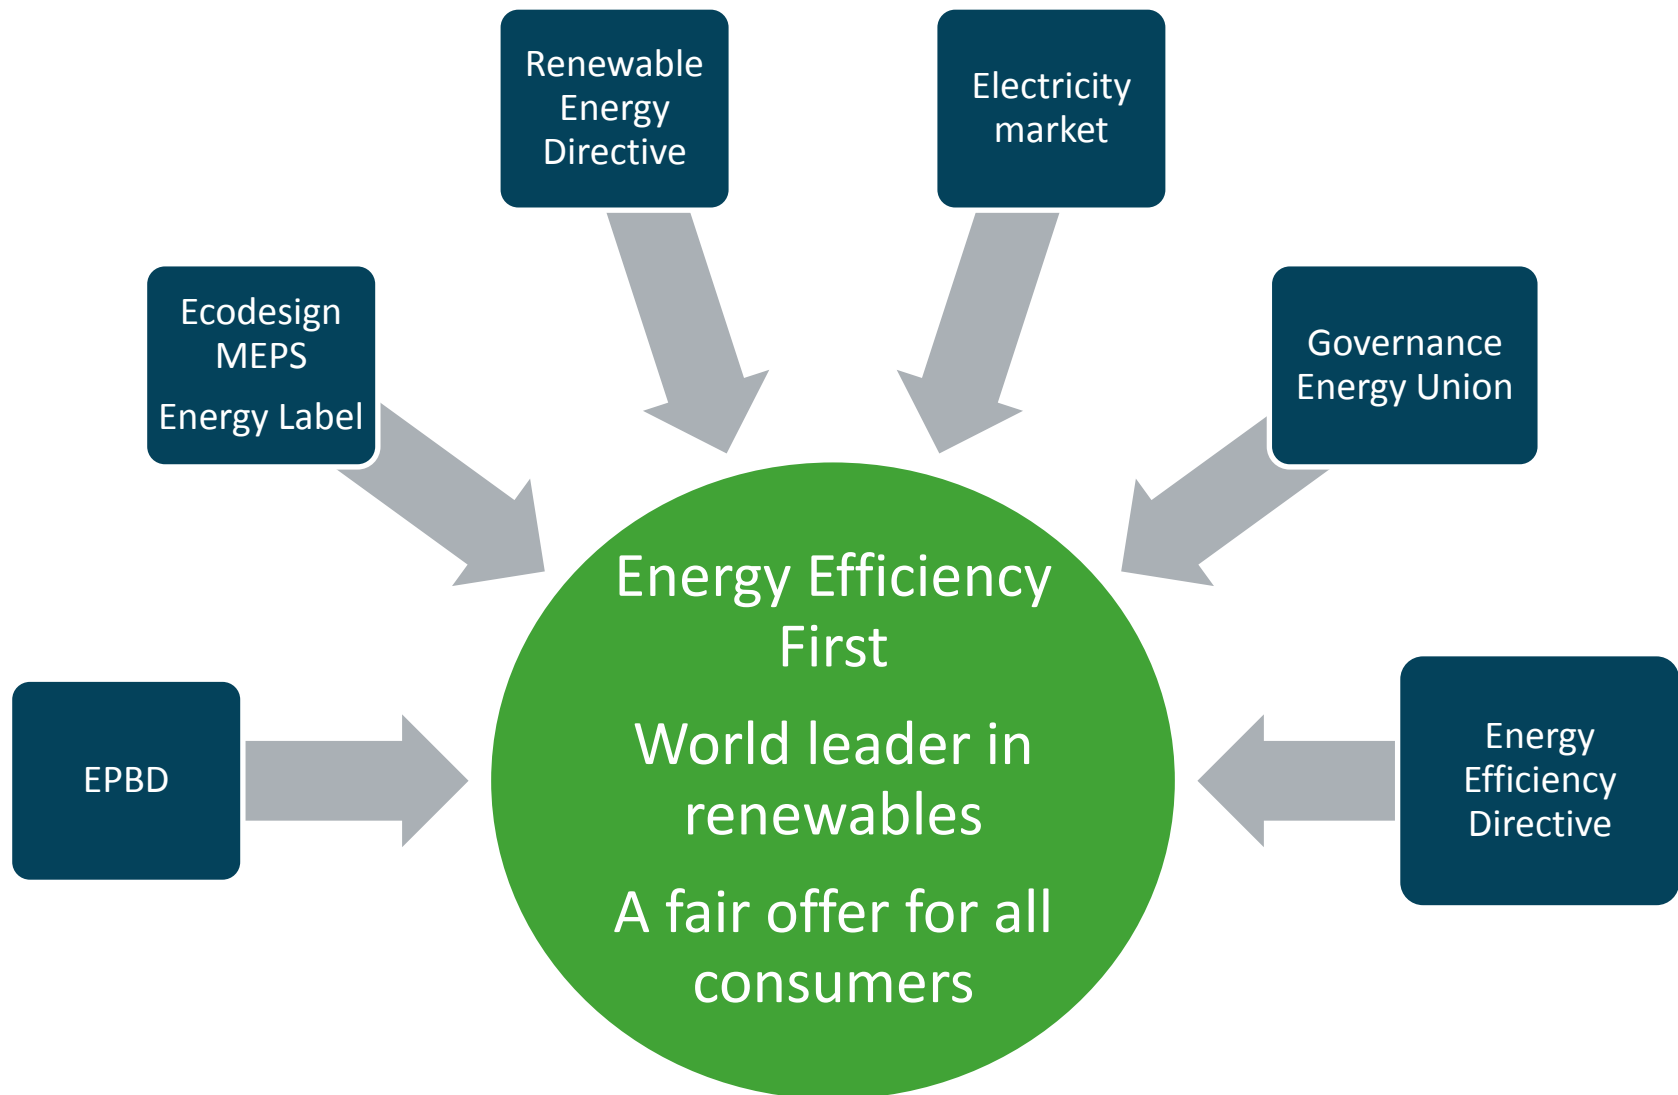 Renewable
Energy
Directive
Electricity
market
Ecodesign
MEPS
Energy Label
Governance
Energy Union
EPBD
Energy Efficiency
First
World leader in
renewables
A fair offer for all
consumers
Energy
Efficiency
Directive